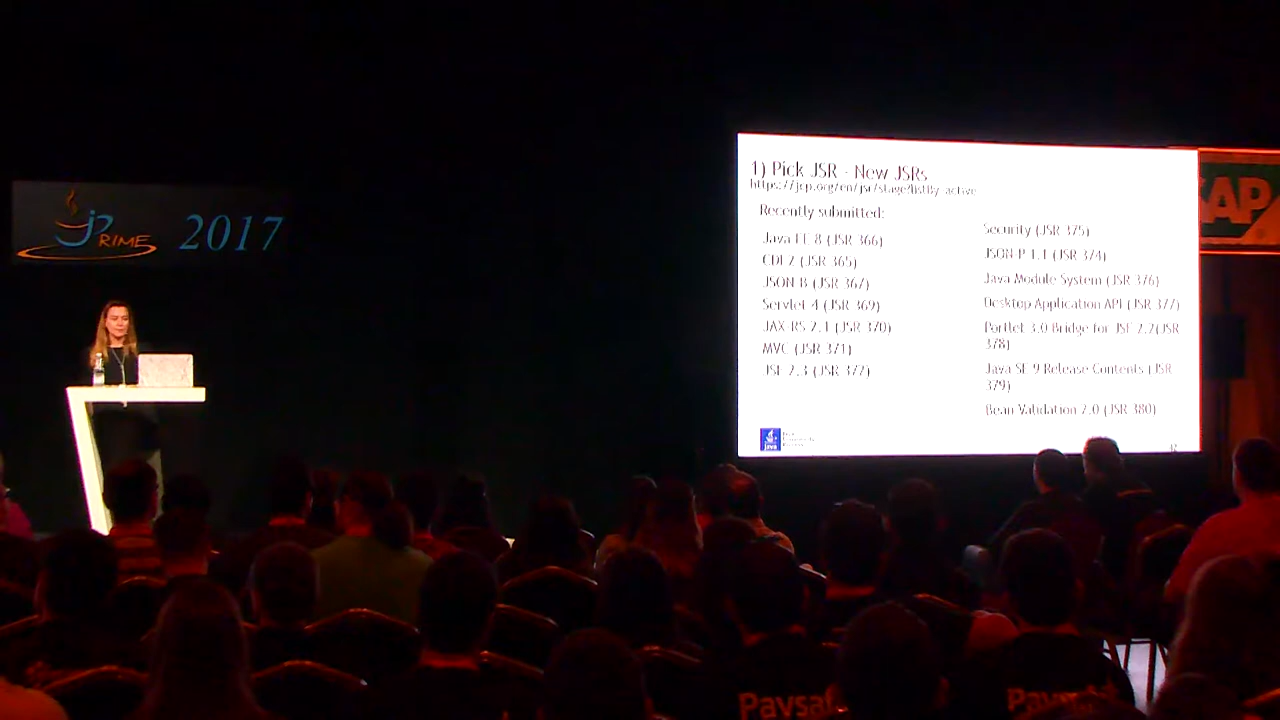 JPRIME 2017
1) Pick JSR - New JSRs
https://jcp.org/en/jsr/stage?listBy=active
Recently submitted:
Java EE 8 (JSR 366)
CDI 2 (JSR 365)
JSON-B (JSR 367)
Servlet 4 (JSR 369)
JAX-RS 2.1 (JSR 370)
MVC (JSR 371)
JSF 2.3 (JSR 372)
Security (JSR 375)
JSON-P 1.1 (JSR 374)
Java Module System (JSR 376)
Desktop Application API (JSR 377)
Portlet 3.0 Bridge for JSF 2.2(JSR
378)
Java SE 9 Release Contents (JSR
379)
Bean Validation 2.0 (JSR 380)
Java
SAP
Paysafe
Paysafe